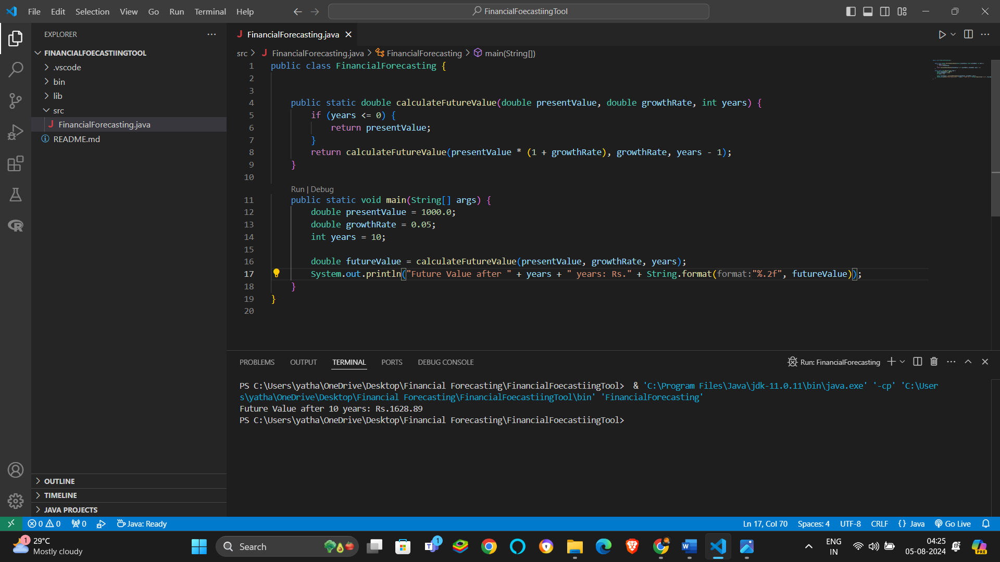 File Edit Selection View Go Run Terminal Help
FinancialFoecastiingTool
EXPLORER
FINANCIALFOECASTIINGTOOL
.vscode
bin
lib
src
FinancialForecasting.java
README.md
OUTLINE
TIMELINE
JAVA PROJECTS
FinancialForecasting.java
src > FinancialForecasting.java > FinancialForecasting > main(String[])
1 public class FinancialForecasting {
2
3
4 public static double calculateFutureValue(double presentValue, double growthRate, int years) {
5 if (years <= 0) {
6 return presentValue;
7 }
8 return calculateFutureValue(presentValue * (1 + growthRate), growthRate, years - 1);
9 }
10
Run | Debug
11 public static void main(String[] args) {
12 double presentValue = 1000.0;
13 double growthRate = 0.05;
14 int years = 10;
15
16 double futureValue = calculateFutureValue(presentValue, growthRate, years);
17 System.out.println("Future Value after " + years + " years: Rs." + String.format(format:"%.2f", futureValue));
18 }
19 }
20
PROBLEMS OUTPUT TERMINAL PORTS DEBUG CONSOLE
Run: FinancialForecasting
PS C:\Users\yatha\OneDrive\Desktop\Financial Forecasting\FinancialFoecastiingTool> & 'C:\Program Files\Java\jdk-11.0.11\bin\java.exe' '-cp' 'C:\User
s\yatha\OneDrive\Desktop\Financial Forecasting\FinancialFoecastiingTool\bin' 'FinancialForecasting'
Future Value after 10 years: Rs.1628.89
PS C:\Users\yatha\OneDrive\Desktop\Financial Forecasting\FinancialFoecastiingTool>
0 0 0 Java: Ready
Ln 17, Col 70 Spaces: 4 UTF-8 CRLF {} Java Go Live
1
29°C
Mostly cloudy
Search
1
ENG
IN
04:25
05-08-2024
PRE